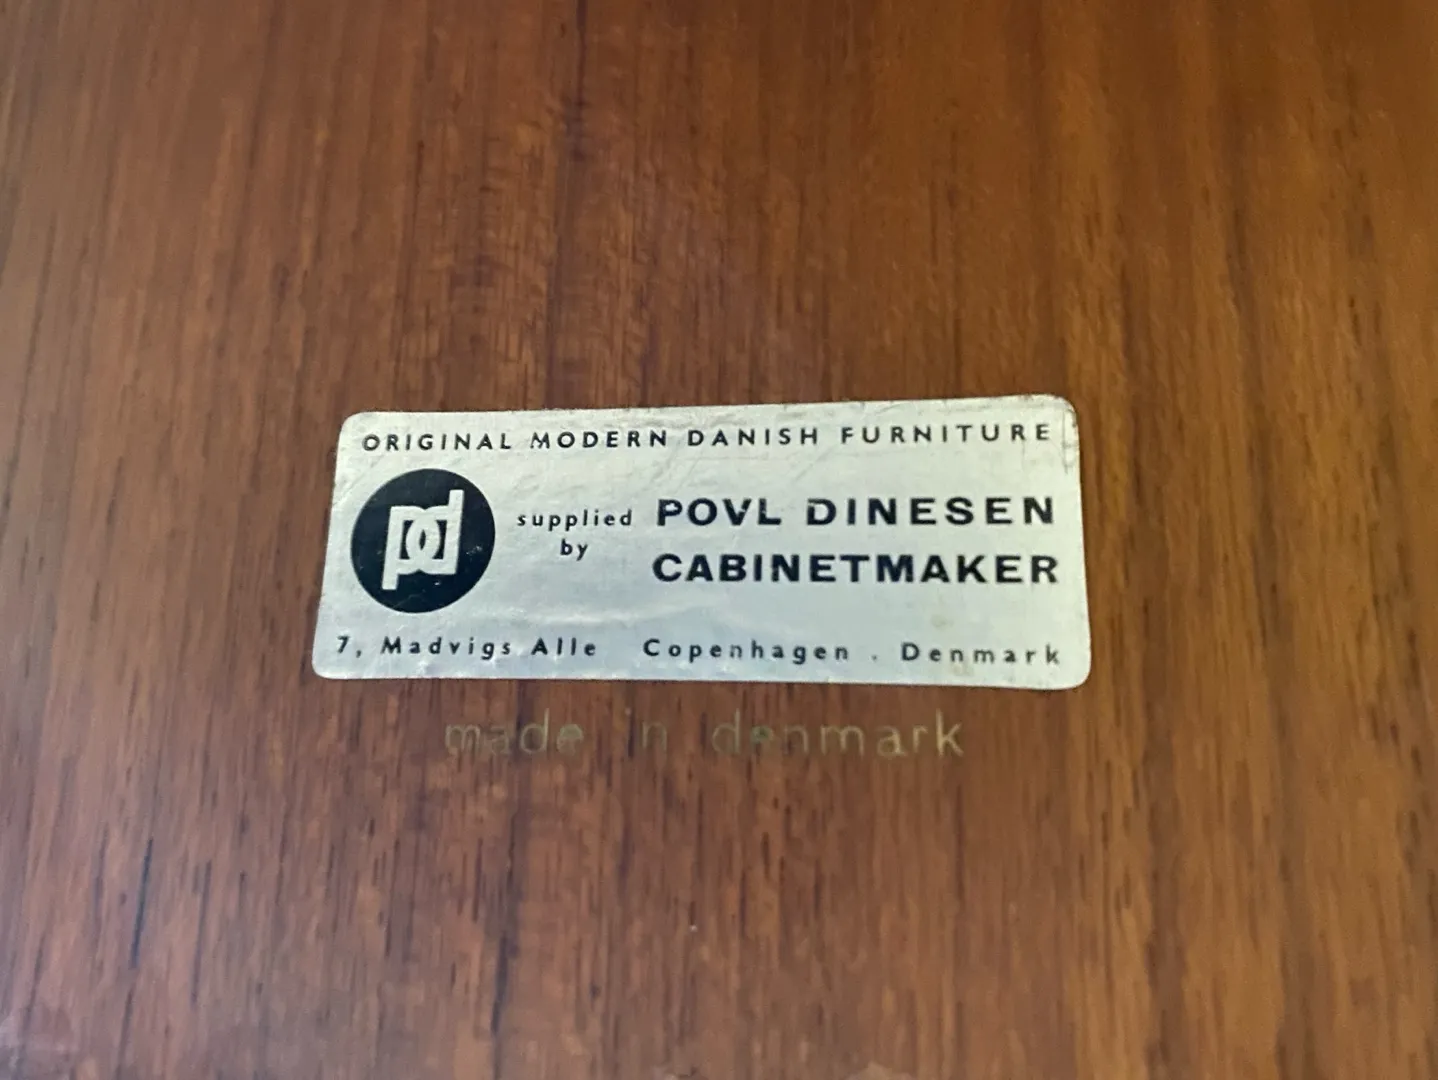 ORIGINAL MODERN DANISH FURNITURE
pd
supplied by
POVL DINESEN
CABINETMAKER
7, Madvigs Alle Copenhagen . Denmark
made in denmark